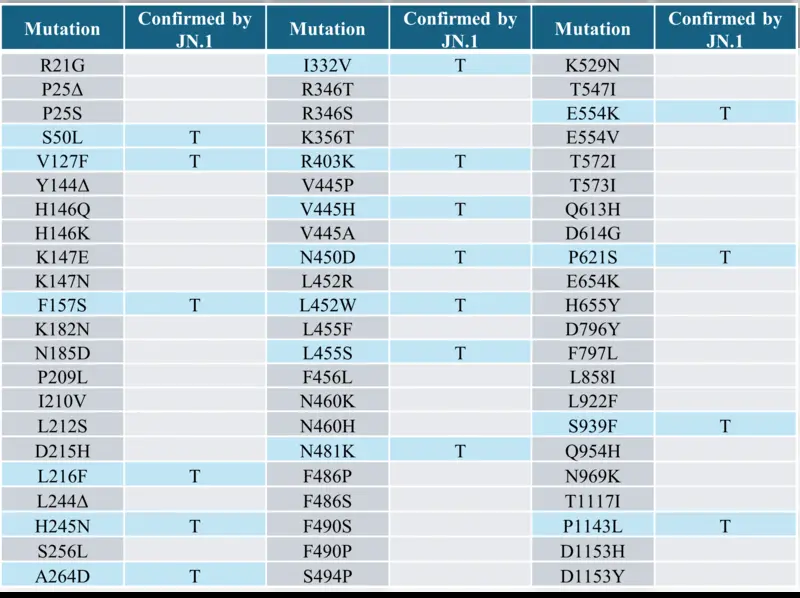 Mutation Confirmed by JN.1 Mutation Confirmed by JN.1 Mutation Confirmed by JN.1
R21G I332V T K529N
P25Δ R346T T547I
P25S R346S E554K T
S50L T K356T E554V
V127F T R403K T T572I
Y144Δ V445P T573I
H146Q V445H T Q613H
H146K V445A D614G
K147E N450D T P621S T
K147N L452R E654K
F157S T L452W T H655Y
K182N L455F D796Y
N185D L455S T F797L
P209L F456L L858I
I210V N460K L922F
L212S N460H S939F T
D215H N481K T Q954H
L216F T F486P N969K
L244Δ F486S T1117I
H245N T F490S P1143L T
S256L F490P D1153H
A264D T S494P D1153Y